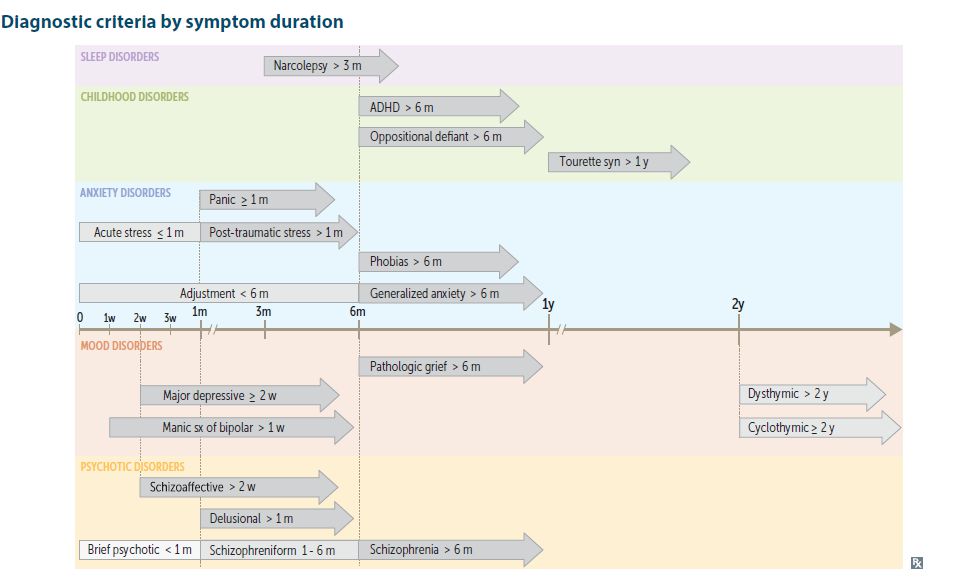 Diagnostic criteria by symptom duration
SLEEP DISORDERS
Narcolepsy > 3 m
CHILDHOOD DISORDERS
ADHD > 6 m
Oppositional defiant > 6 m
Tourette syn > 1 y
ANXIETY DISORDERS
Panic ≥ 1 m
Acute stress ≤ 1 m
Post-traumatic stress > 1 m
Phobias > 6 m
Adjustment < 6 m
Generalized anxiety > 6 m
0 1w 2w 3w 1m 3m 6m 1y 2y
MOOD DISORDERS
Pathologic grief > 6 m
Major depressive ≥ 2 w
Dysthymic > 2 y
Manic sx of bipolar > 1 w
Cyclothymic ≥ 2 y
PSYCHOTIC DISORDERS
Schizoaffective > 2 w
Delusional > 1 m
Brief psychotic < 1 m
Schizophreniform 1 - 6 m
Schizophrenia > 6 m
Rx